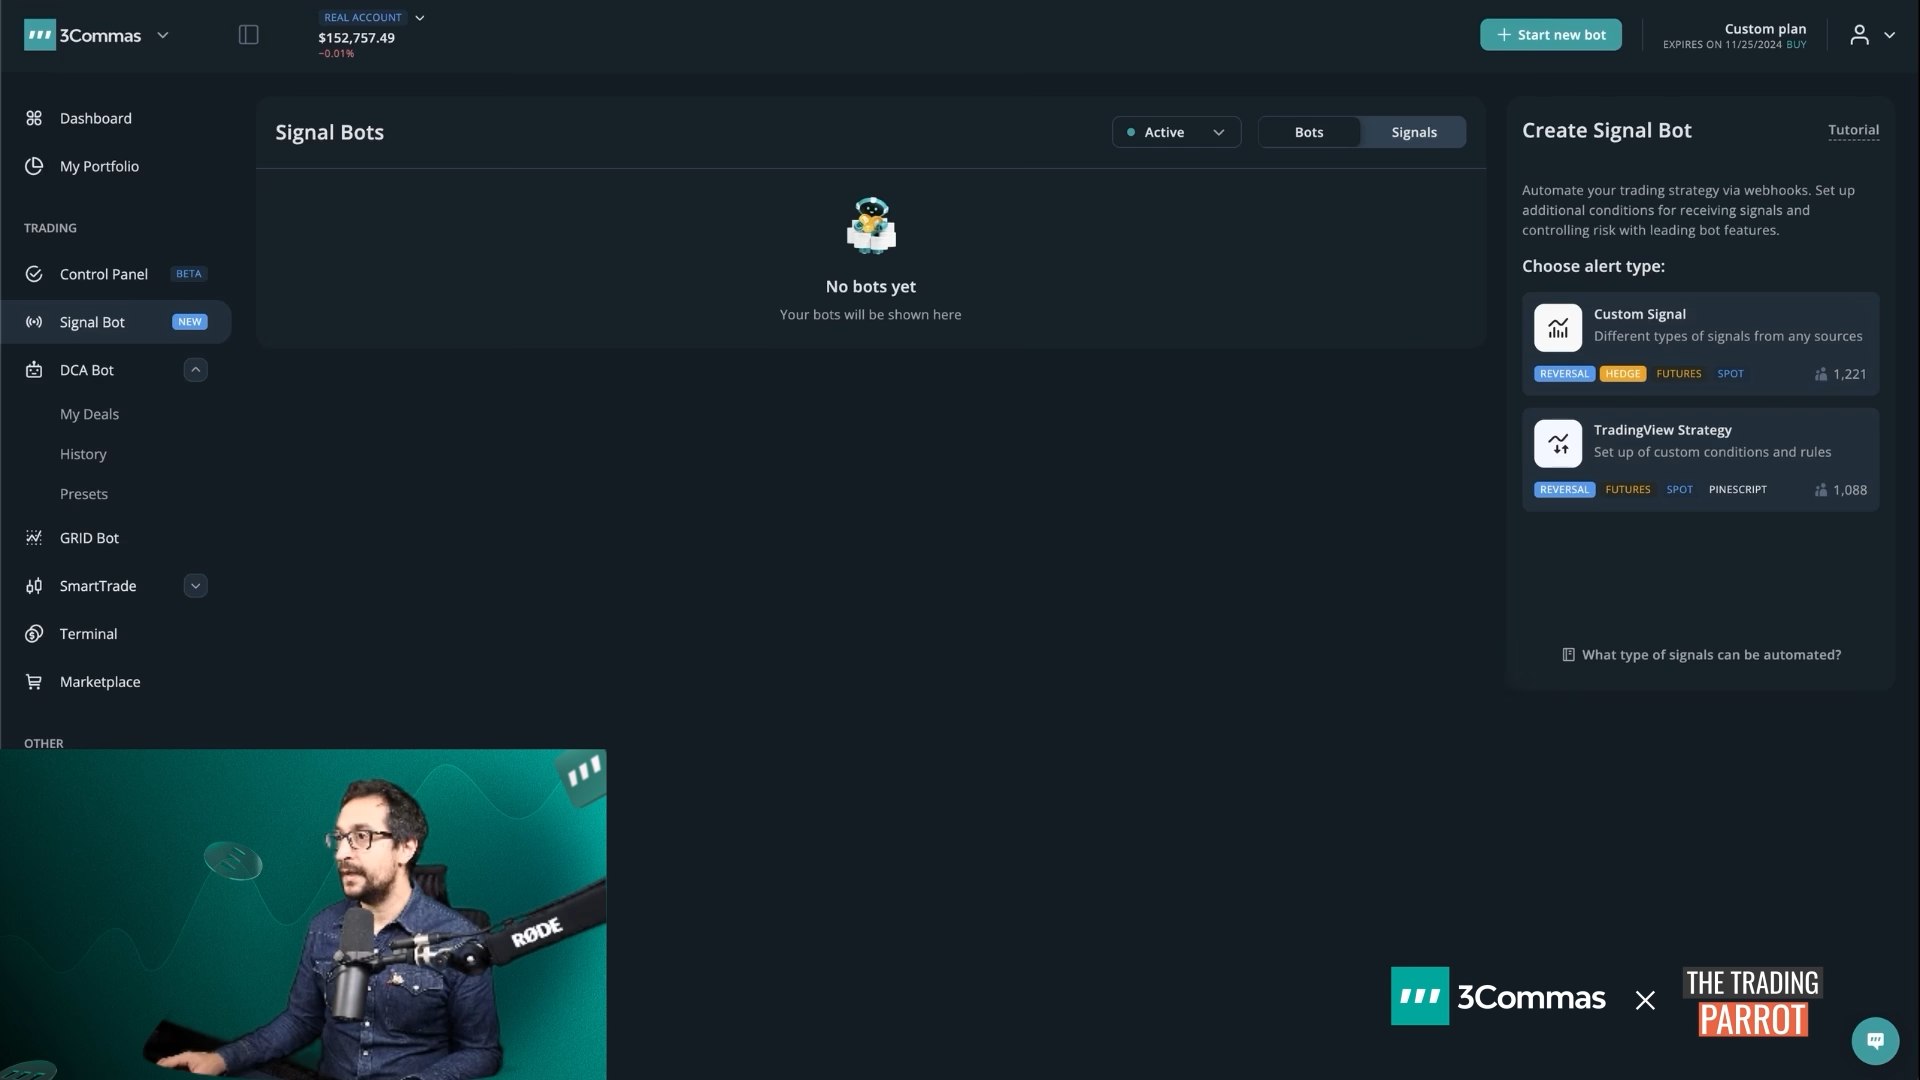 3Commas
REAL ACCOUNT
$152,757.49
−0.01%
Start new bot
Custom plan
EXPIRES ON 11/25/2024 BUY
Dashboard
My Portfolio
TRADING
Control Panel BETA
Signal Bot NEW
DCA Bot
My Deals
History
Presets
GRID Bot
SmartTrade
Terminal
Marketplace
OTHER
Signal Bots
Active
Bots
Signals
No bots yet
Your bots will be shown here
Create Signal Bot
Tutorial
Automate your trading strategy via webhooks. Set up
additional conditions for receiving signals and
controlling risk with leading bot features.
Choose alert type:
Custom Signal
Different types of signals from any sources
REVERSAL HEDGE FUTURES SPOT 1,221
TradingView Strategy
Set up of custom conditions and rules
REVERSAL FUTURES SPOT PINESCRIPT 1,088
What type of signals can be automated?
RØDE
3Commas
THE TRADING
PARROT